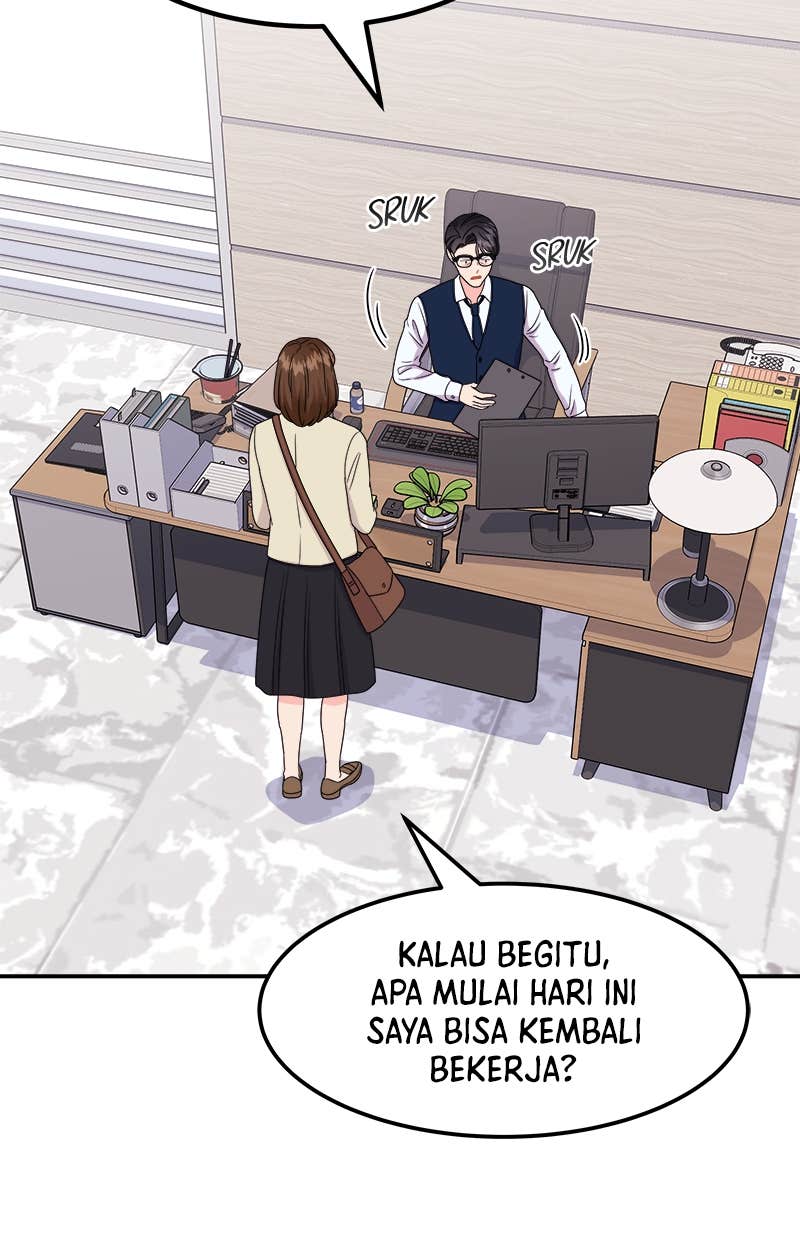 SRUK
SRUK
KALAU BEGITU,
APA MULAI HARI INI
SAYA BISA KEMBALI
BEKERJA?